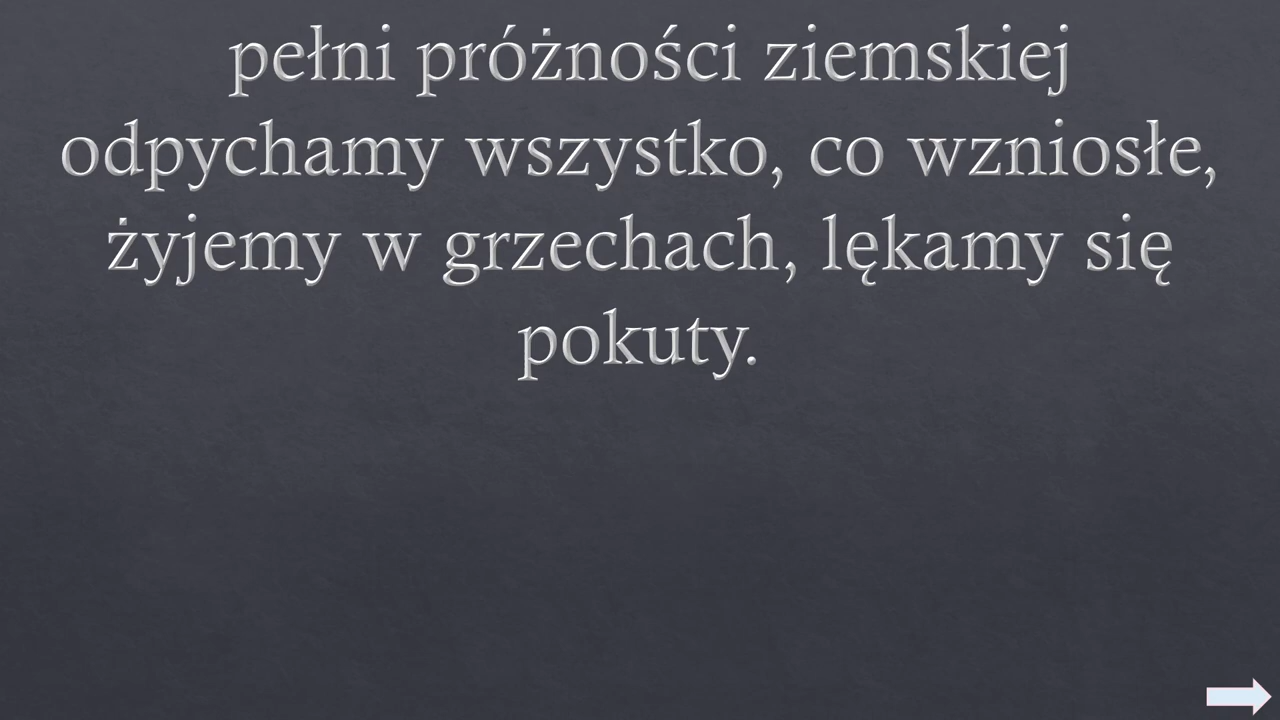 pełni próżności ziemskiej
odpychamy wszystko, co wzniosłe,
żyjemy w grzechach, lękamy się
pokuty.